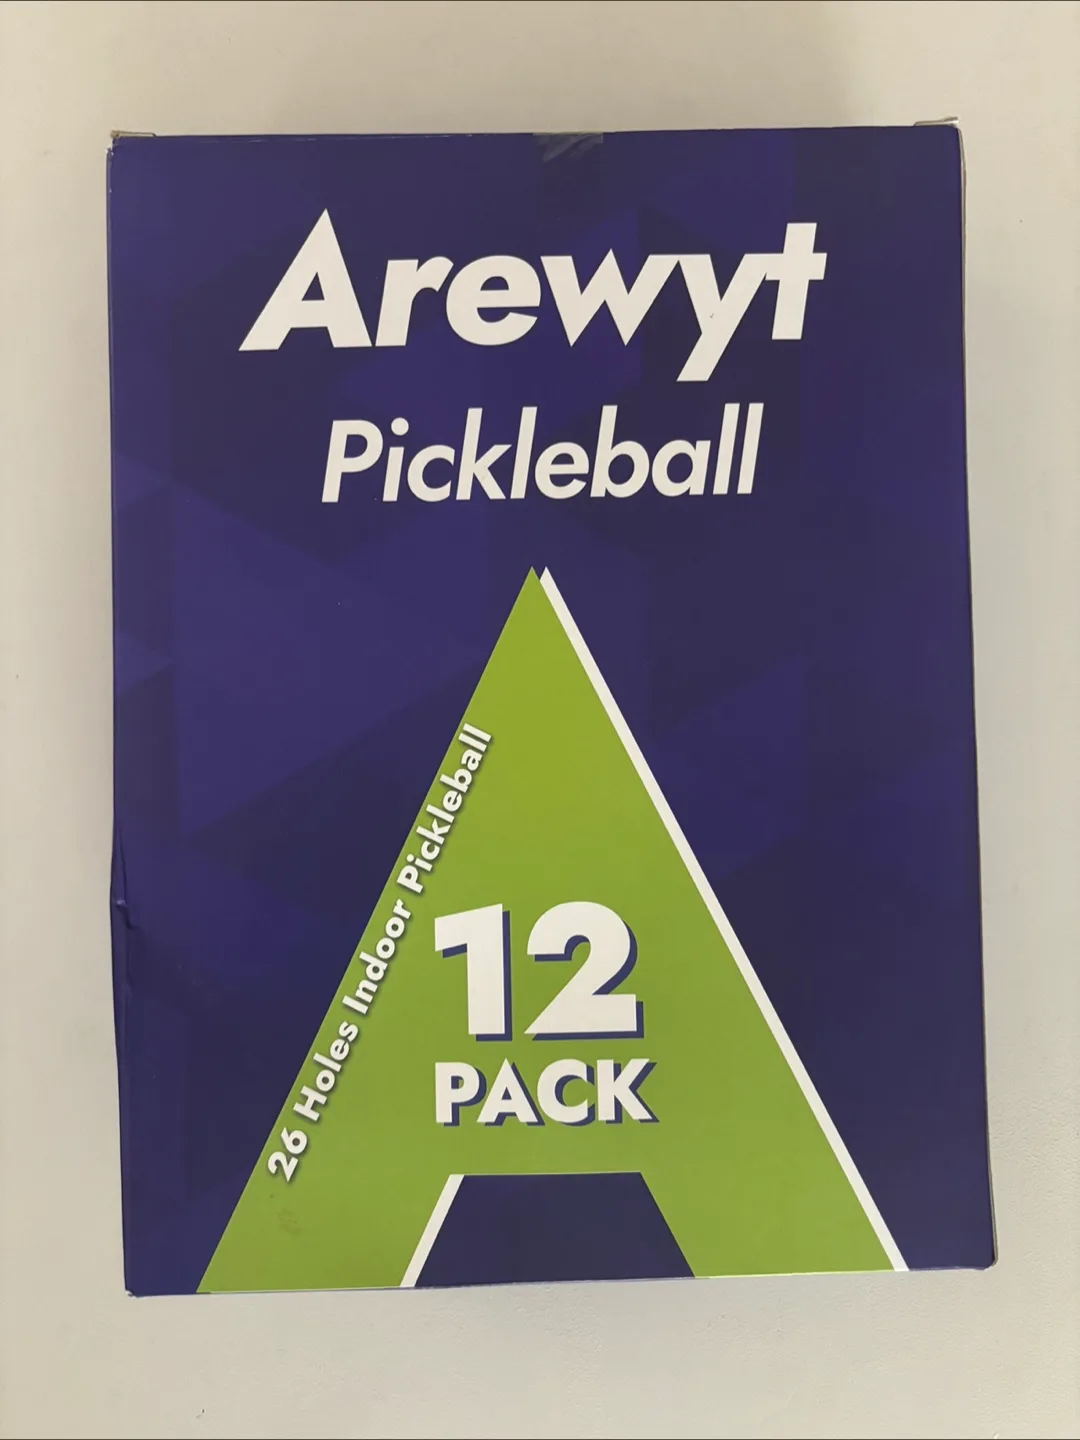 Arewyt
Pickleball
26 Holes Indoor Pickleball
12
PACK